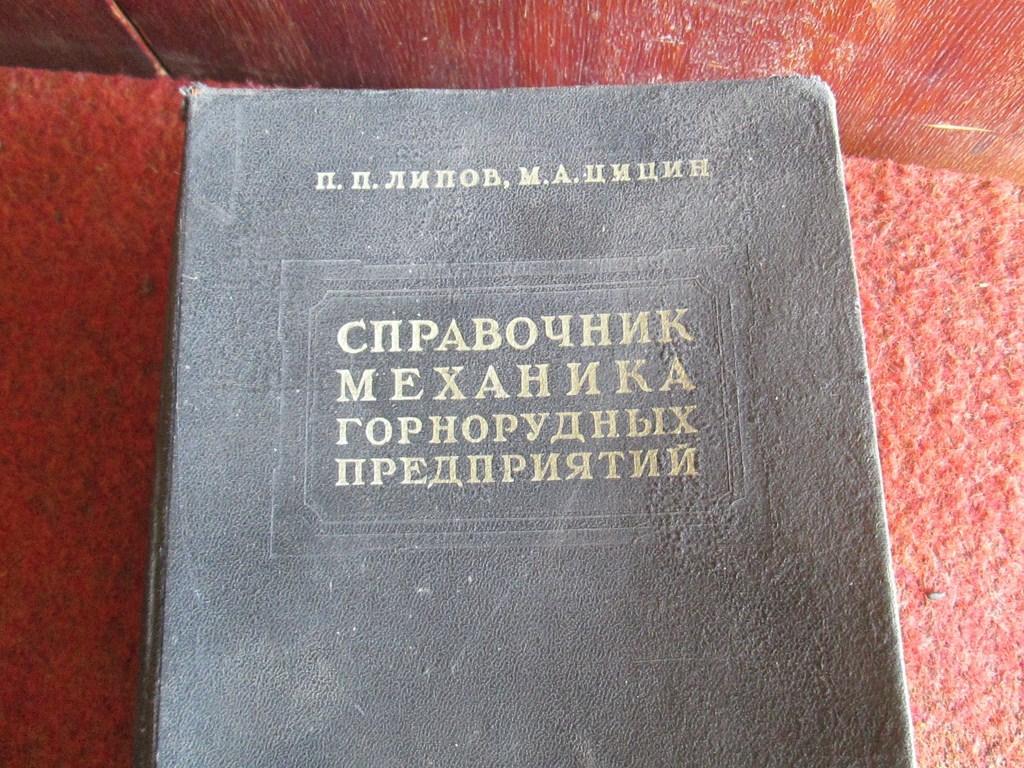 П. П. ЛИПОВ, М. А. ЦИЦИН
СПРАВОЧНИК
МЕХАНИКА
ГОРНОРУДНЫХ
ПРЕДПРИЯТИЙ